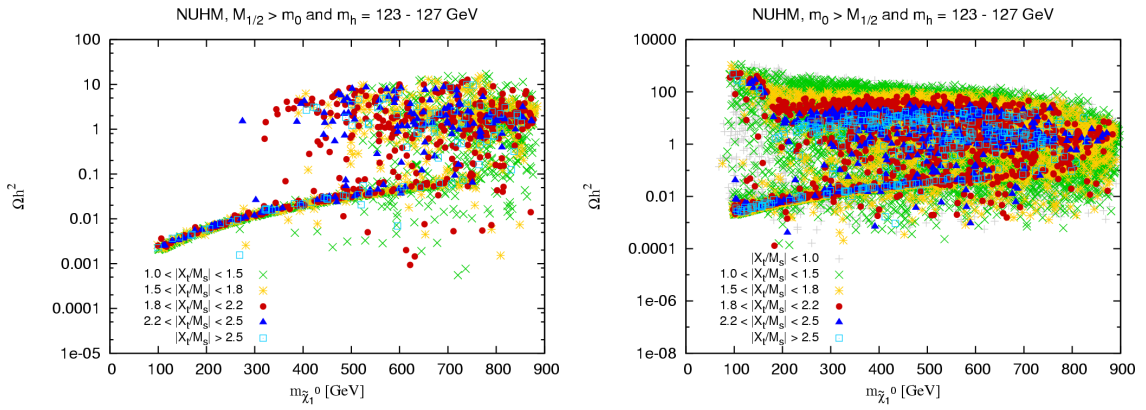 NUHM, M1/2 > m0 and mh = 123 - 127 GeV
100
10
1
0.1
0.01
0.001
0.0001
1e-05
Ωh²
1.0 < |Xt/Ms| < 1.5
1.5 < |Xt/Ms| < 1.8
1.8 < |Xt/Ms| < 2.2
2.2 < |Xt/Ms| < 2.5
|Xt/Ms| > 2.5
0 100 200 300 400 500 600 700 800 900
mχ̃₁⁰ [GeV]
NUHM, m0 > M1/2 and mh = 123 - 127 GeV
10000
100
1
0.01
0.0001
1e-06
1e-08
Ωh²
|Xt/Ms| < 1.0
1.0 < |Xt/Ms| < 1.5
1.5 < |Xt/Ms| < 1.8
1.8 < |Xt/Ms| < 2.2
2.2 < |Xt/Ms| < 2.5
|Xt/Ms| > 2.5
0 100 200 300 400 500 600 700 800 900
mχ̃₁⁰ [GeV]